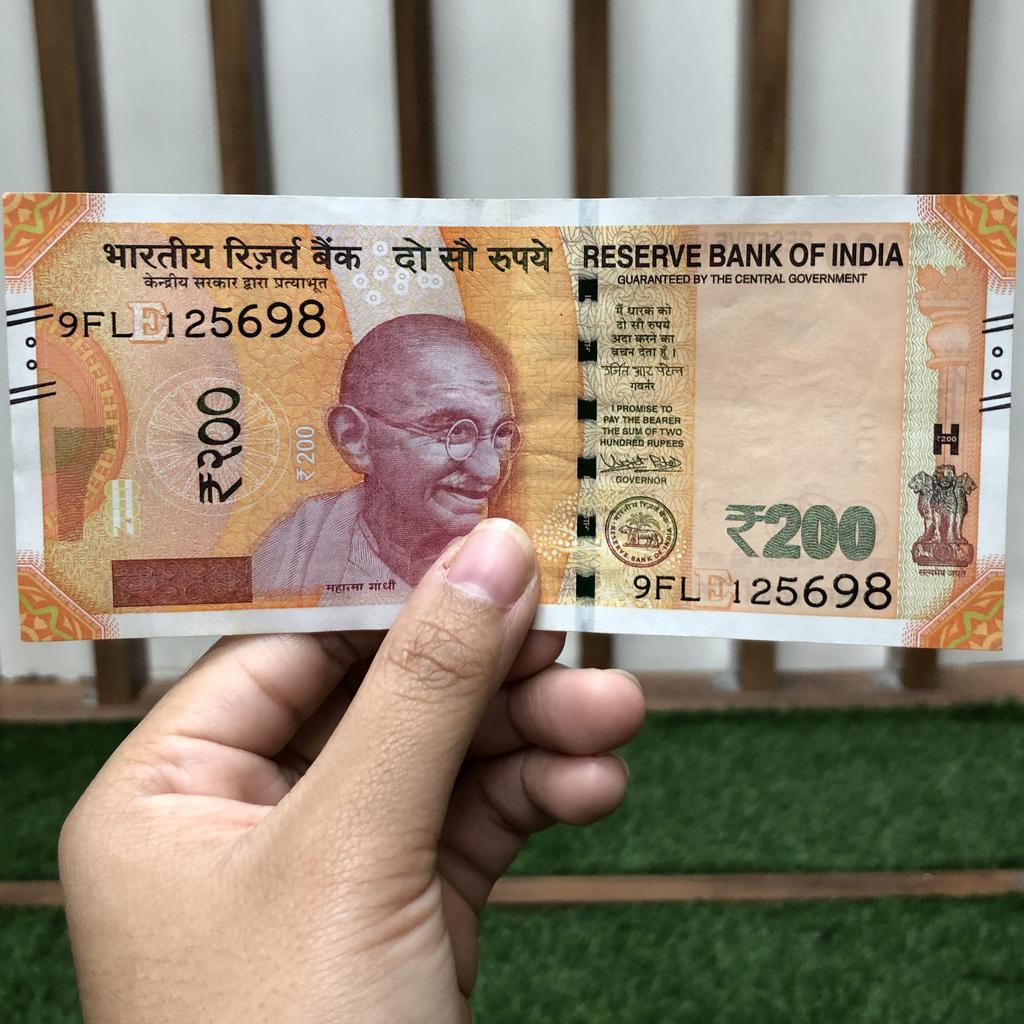 भारतीय रिज़र्व बैंक
केन्द्रीय सरकार द्वारा प्रत्याभूत
दो सौ रुपये
RESERVE BANK OF INDIA
GUARANTEED BY THE CENTRAL GOVERNMENT
9FL E 125698
₹२००
₹200
महात्मा गांधी
मैं धारक को
दो सौ रुपये
अदा करने का
वचन देता हूँ ।
उर्जित आर पटेल
गवर्नर
I PROMISE TO
PAY THE BEARER
THE SUM OF TWO
HUNDRED RUPEES
GOVERNOR
भारतीय रिज़र्व बैंक
RESERVE BANK OF INDIA
₹200
9FL E 125698
H
₹200
सत्यमेव जयते